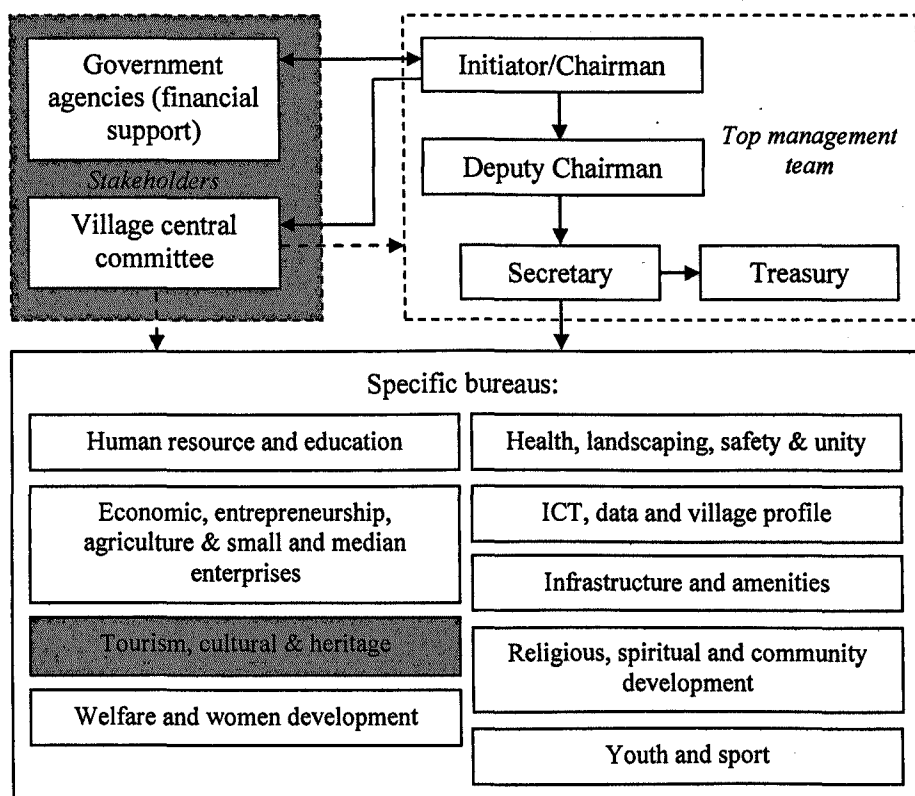 Government
agencies (financial
support)
Stakeholders
Village central
committee
Initiator/Chairman
Deputy Chairman
Top management
team
Secretary
Treasury
Specific bureaus:
Human resource and education
Economic, entrepreneurship,
agriculture & small and median
enterprises
Tourism, cultural & heritage
Welfare and women development
Health, landscaping, safety & unity
ICT, data and village profile
Infrastructure and amenities
Religious, spiritual and community
development
Youth and sport